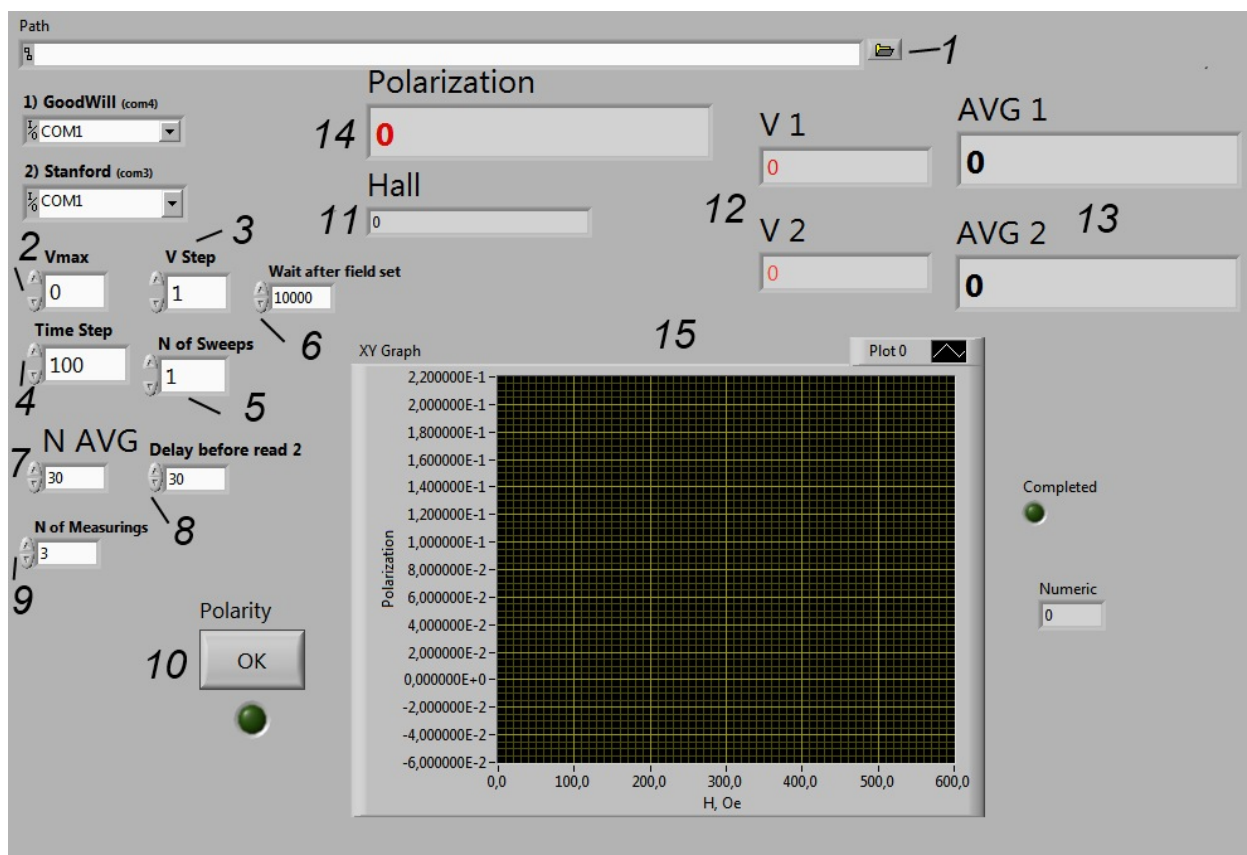 Path
1
1) GoodWill (com4)
I/O COM1
2) Stanford (com3)
I/O COM1
Polarization
14 0
Hall
11 0
V 1
0
12
V 2
0
AVG 1
0
13
AVG 2
0
2 Vmax
0
3
V Step
1
Wait after field set
10000
6
Time Step
100
4
N of Sweeps
1
5
7 N AVG
30
Delay before read 2
30
8
N of Measurings
3
9
Polarity
10 OK
15
XY Graph
Plot 0
2,200000E-1
2,000000E-1
1,800000E-1
1,600000E-1
1,400000E-1
1,200000E-1
1,000000E-1
8,000000E-2
6,000000E-2
4,000000E-2
2,000000E-2
0,000000E+0
-2,000000E-2
-4,000000E-2
-6,000000E-2
Polarization
0,0 100,0 200,0 300,0 400,0 500,0 600,0
H, Oe
Completed
Numeric
0